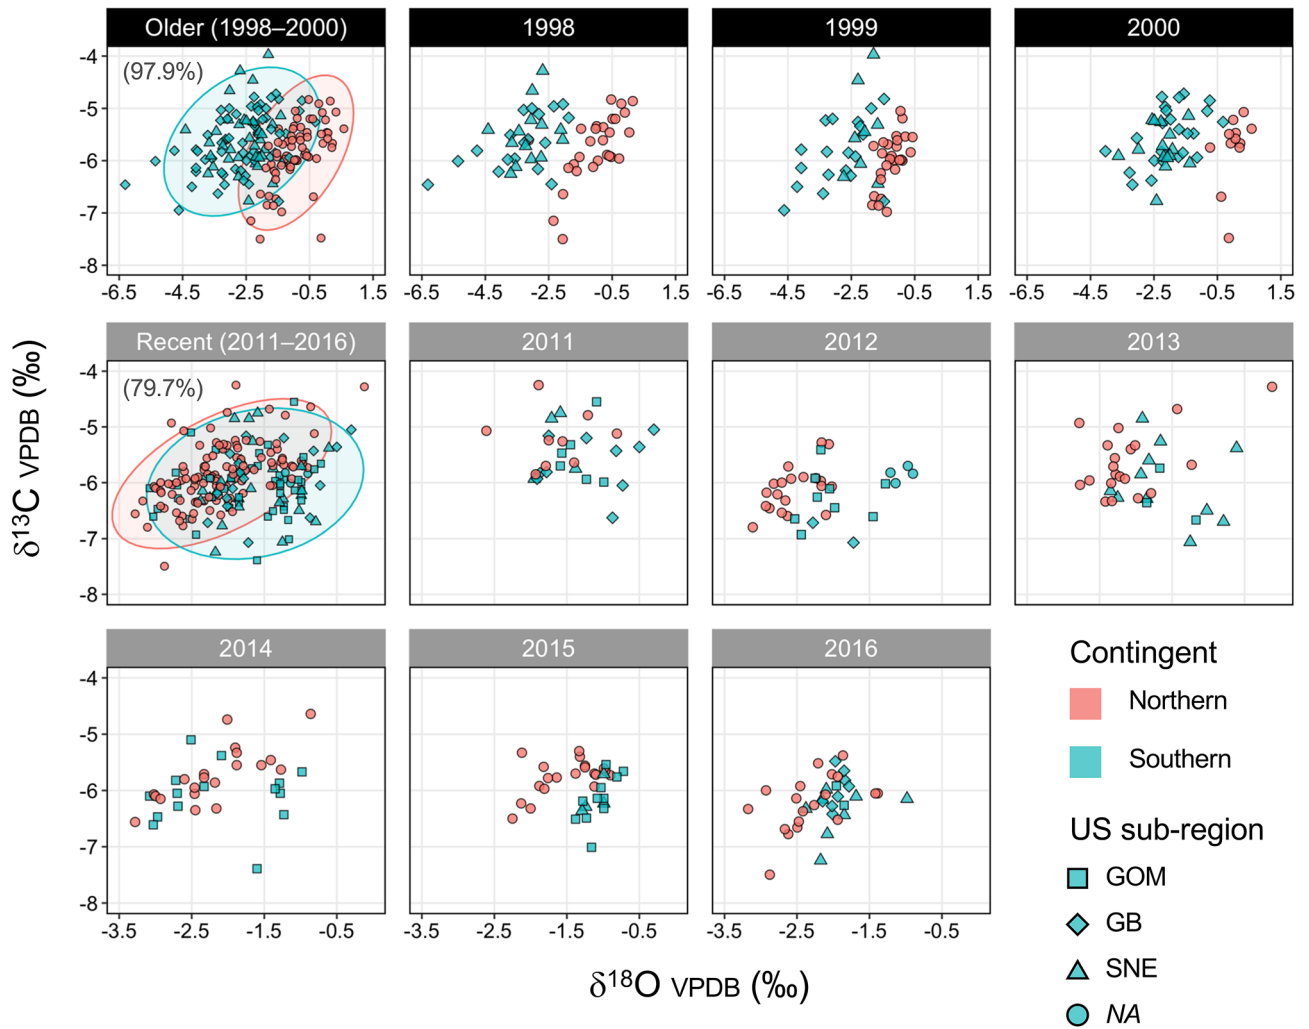 Older (1998–2000) 1998 1999 2000
(97.9%)
-4
-5
-6
-7
-8
-6.5 -4.5 -2.5 -0.5 1.5 -6.5 -4.5 -2.5 -0.5 1.5 -6.5 -4.5 -2.5 -0.5 1.5 -6.5 -4.5 -2.5 -0.5 1.5
Recent (2011–2016) 2011 2012 2013
(79.7%)
-4
-5
-6
-7
-8
δ13C VPDB (‰)
2014 2015 2016
-4
-5
-6
-7
-8
-3.5 -2.5 -1.5 -0.5 -3.5 -2.5 -1.5 -0.5 -3.5 -2.5 -1.5 -0.5
δ18O VPDB (‰)
Contingent
Northern
Southern
US sub-region
GOM
GB
SNE
NA